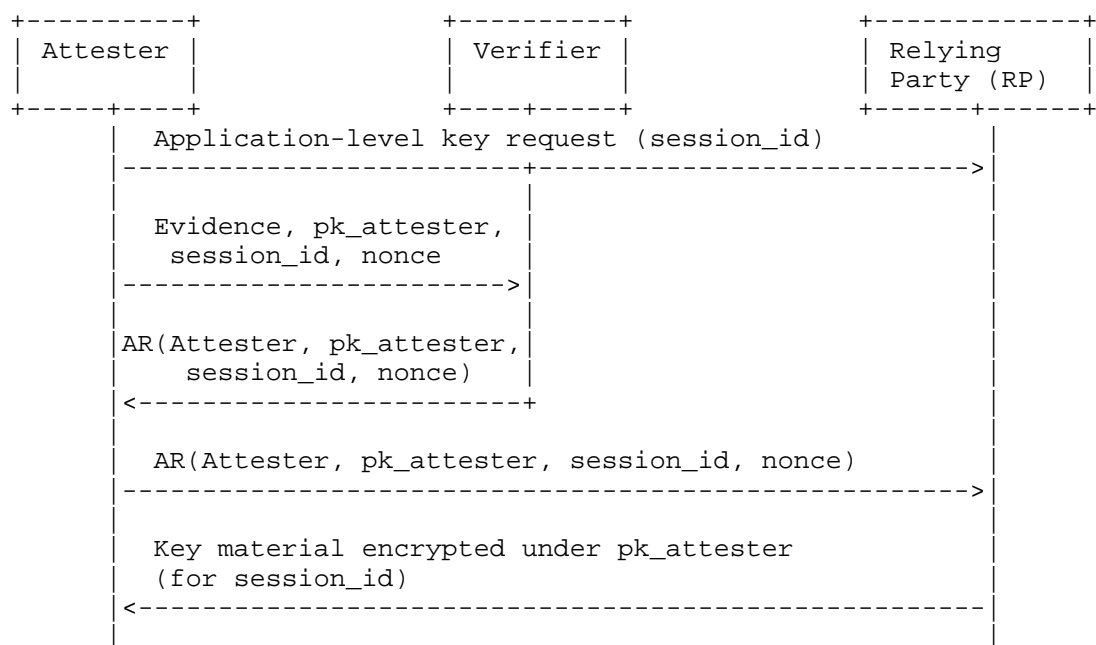 Attester Verifier Relying
Party (RP)
Application-level key request (session_id)
Evidence, pk_attester,
session_id, nonce
AR(Attester, pk_attester,
session_id, nonce)
AR(Attester, pk_attester, session_id, nonce)
Key material encrypted under pk_attester
(for session_id)